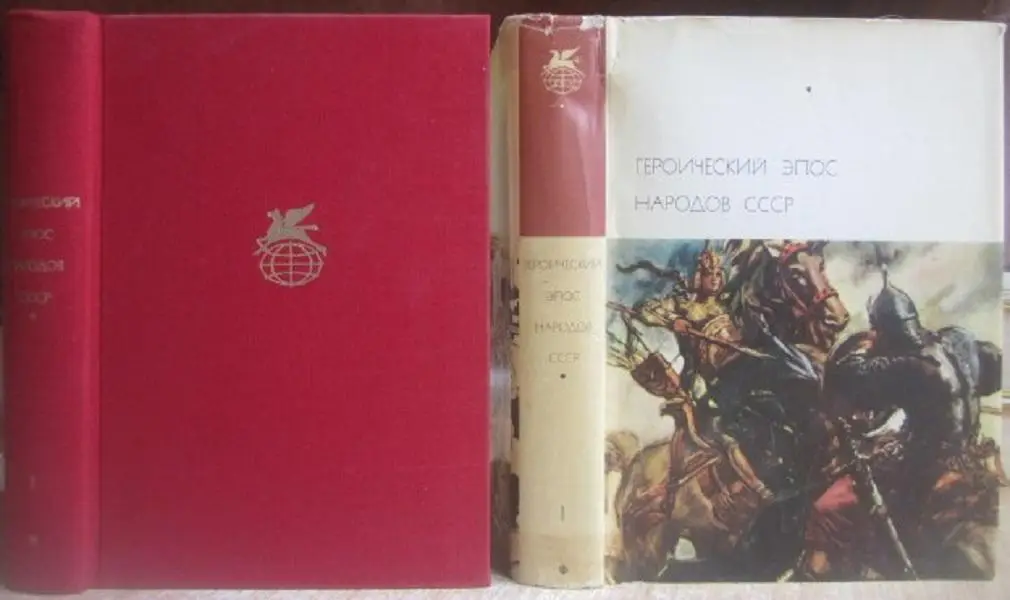 ЭПОС
НАРОДОВ
СССР
I
ГЕРОИЧЕСКИЙ
ЭПОС
НАРОДОВ
СССР
I
ГЕРОИЧЕСКИЙ ЭПОС
НАРОДОВ СССР